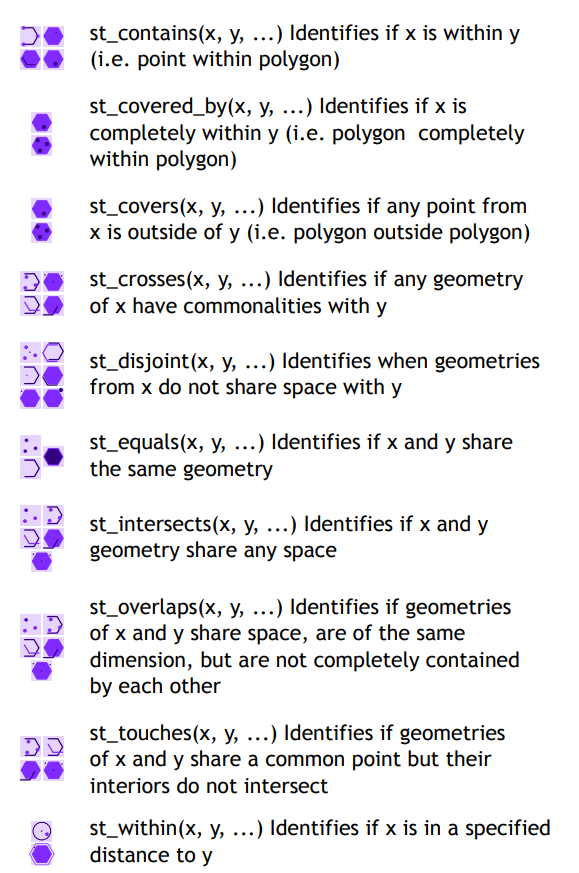 st_contains(x, y, ...) Identifies if x is within y
(i.e. point within polygon)
st_covered_by(x, y, ...) Identifies if x is
completely within y (i.e. polygon completely
within polygon)
st_covers(x, y, ...) Identifies if any point from
x is outside of y (i.e. polygon outside polygon)
st_crosses(x, y, ...) Identifies if any geometry
of x have commonalities with y
st_disjoint(x, y, ...) Identifies when geometries
from x do not share space with y
st_equals(x, y, ...) Identifies if x and y share
the same geometry
st_intersects(x, y, ...) Identifies if x and y
geometry share any space
st_overlaps(x, y, ...) Identifies if geometries
of x and y share space, are of the same
dimension, but are not completely contained
by each other
st_touches(x, y, ...) Identifies if geometries
of x and y share a common point but their
interiors do not intersect
st_within(x, y, ...) Identifies if x is in a specified
distance to y